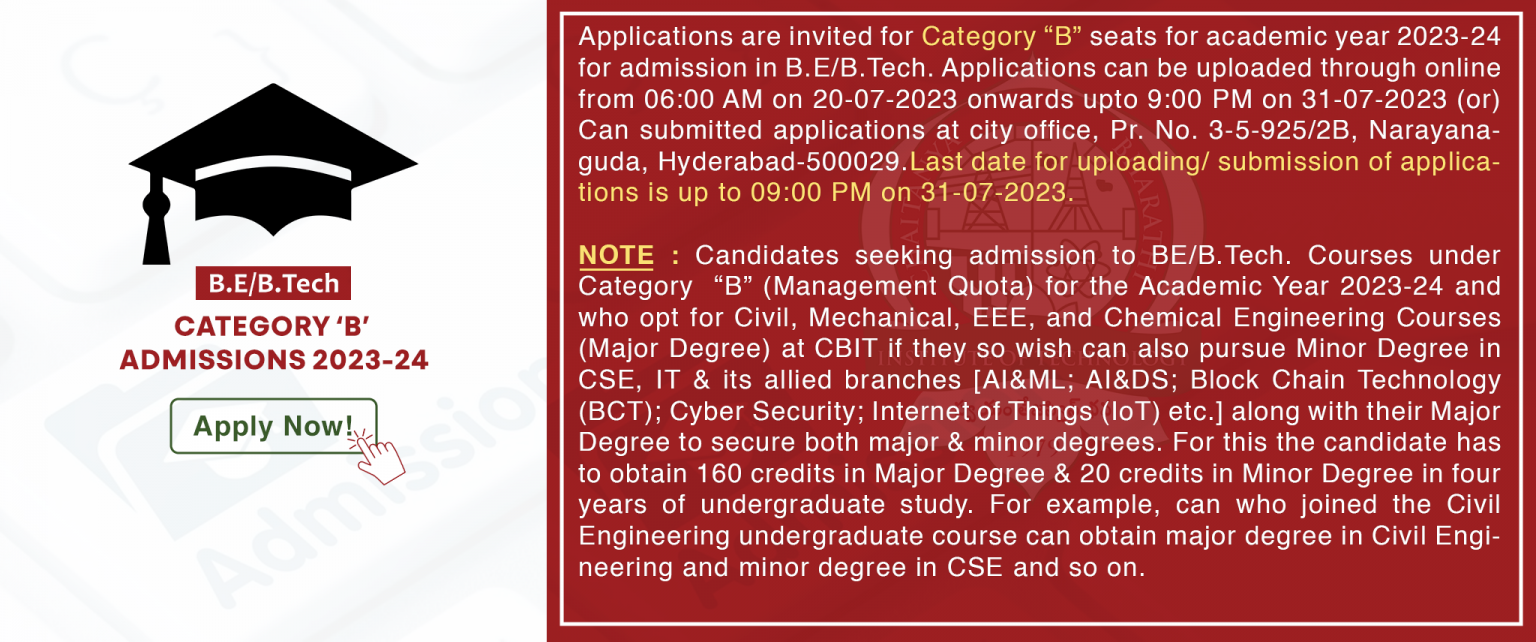 B.E/B.Tech
CATEGORY ‘B’
ADMISSIONS 2023-24
Apply Now!
Admission
Applications are invited for Category “B” seats for academic year 2023-24
for admission in B.E/B.Tech. Applications can be uploaded through online
from 06:00 AM on 20-07-2023 onwards upto 9:00 PM on 31-07-2023 (or)
Can submitted applications at city office, Pr. No. 3-5-925/2B, Narayana-
guda, Hyderabad-500029.Last date for uploading/ submission of applica-
tions is up to 09:00 PM on 31-07-2023.
NOTE : Candidates seeking admission to BE/B.Tech. Courses under
Category “B” (Management Quota) for the Academic Year 2023-24 and
who opt for Civil, Mechanical, EEE, and Chemical Engineering Courses
(Major Degree) at CBIT if they so wish can also pursue Minor Degree in
CSE, IT & its allied branches [AI&ML; AI&DS; Block Chain Technology
(BCT); Cyber Security; Internet of Things (IoT) etc.] along with their Major
Degree to secure both major & minor degrees. For this the candidate has
to obtain 160 credits in Major Degree & 20 credits in Minor Degree in four
years of undergraduate study. For example, can who joined the Civil
Engineering undergraduate course can obtain major degree in Civil Engi-
neering and minor degree in CSE and so on.
INSTITUTE OF TECHNOLOGY